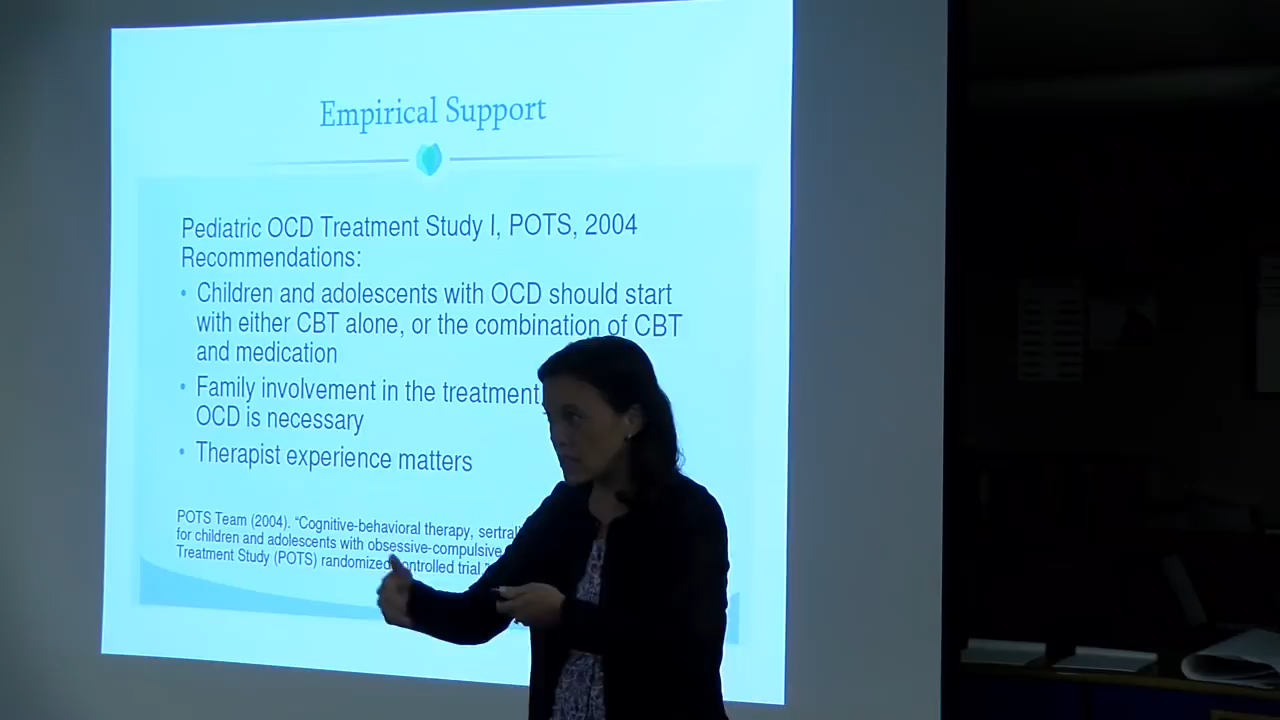 Empirical Support
Pediatric OCD Treatment Study I, POTS, 2004
Recommendations:
• Children and adolescents with OCD should start
with either CBT alone, or the combination of CBT
and medication
• Family involvement in the treatment
OCD is necessary
• Therapist experience matters
POTS Team (2004). “Cognitive-behavioral therapy,
for children and adolescents with obsessive-compulsive
Treatment Study (POTS) randomized controlled trial.”